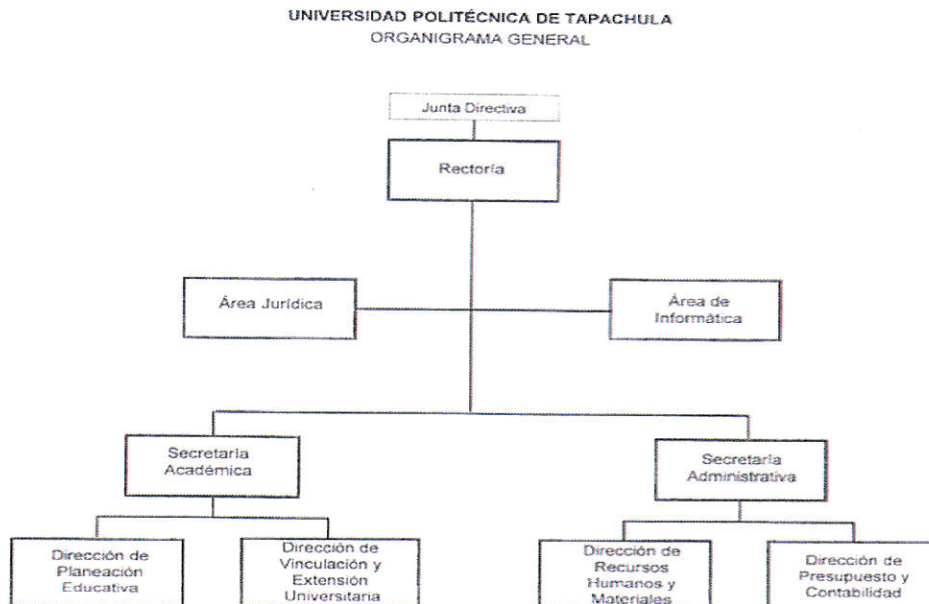 UNIVERSIDAD POLITÉCNICA DE TAPACHULA
ORGANIGRAMA GENERAL
Junta Directiva
Rectoría
Área Jurídica
Área de
Informática
Secretaría
Académica
Secretaría
Administrativa
Dirección de
Planeación
Educativa
Dirección de
Vinculación y
Extensión
Universitaria
Dirección de
Recursos
Humanos y
Materiales
Dirección de
Presupuesto y
Contabilidad